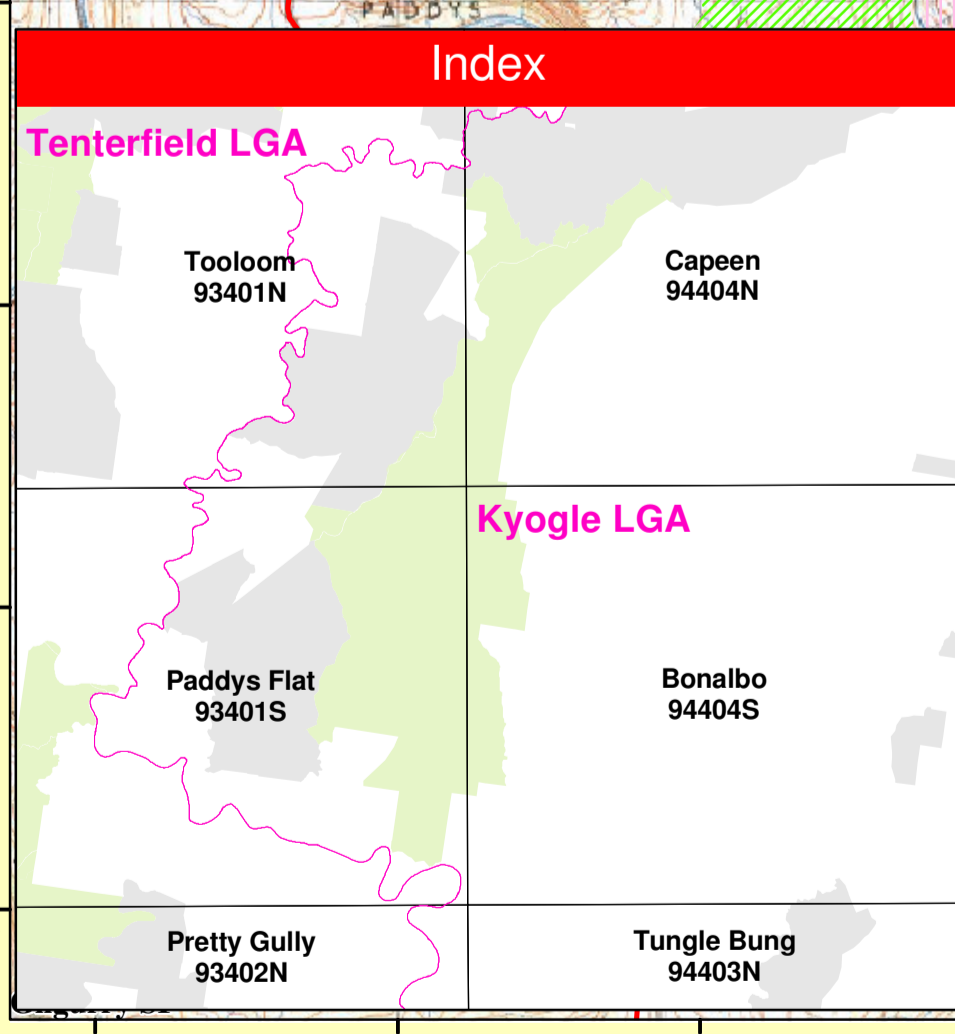 PADDYS
Index
Tenterfield LGA
Tooloom
93401N
Capeen
94404N
Kyogle LGA
Paddys Flat
93401S
Bonalbo
94404S
Pretty Gully
93402N
Tungle Bung
94403N